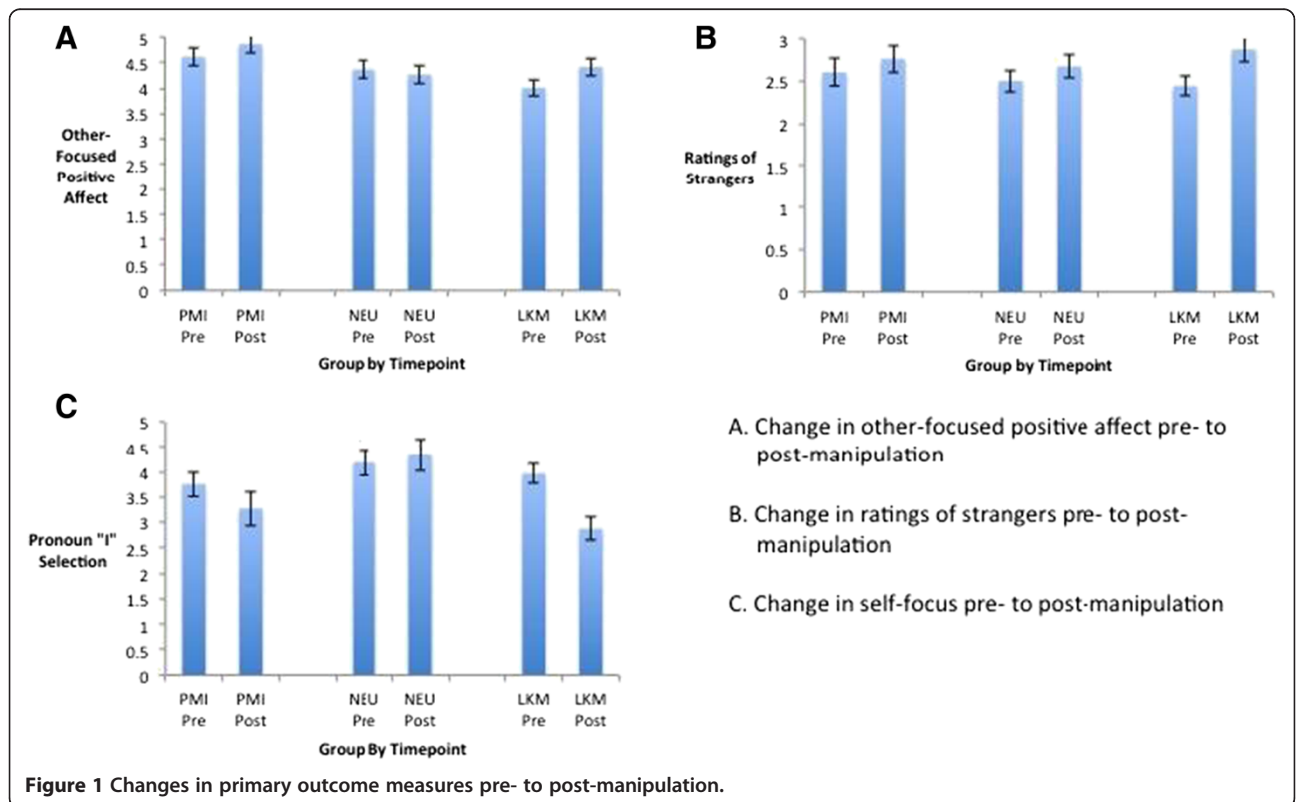 A
5
4.5
4
3.5
3
2.5
2
1.5
1
0.5
0
Other-
Focused
Positive
Affect
PMI PMI NEU NEU LKM LKM
Pre Post Pre Post Pre Post
Group by Timepoint
B
3
2.5
2
1.5
1
0.5
0
Ratings of
Strangers
PMI PMI NEU NEU LKM LKM
Pre Post Pre Post Pre Post
Group by Timepoint
C
5
4.5
4
3.5
3
2.5
2
1.5
1
0.5
0
Pronoun "I"
Selection
PMI PMI NEU NEU LKM LKM
Pre Post Pre Post Pre Post
Group By Timepoint
A. Change in other-focused positive affect pre- to
post-manipulation
B. Change in ratings of strangers pre- to post-
manipulation
C. Change in self-focus pre- to post-manipulation
Figure 1 Changes in primary outcome measures pre- to post-manipulation.